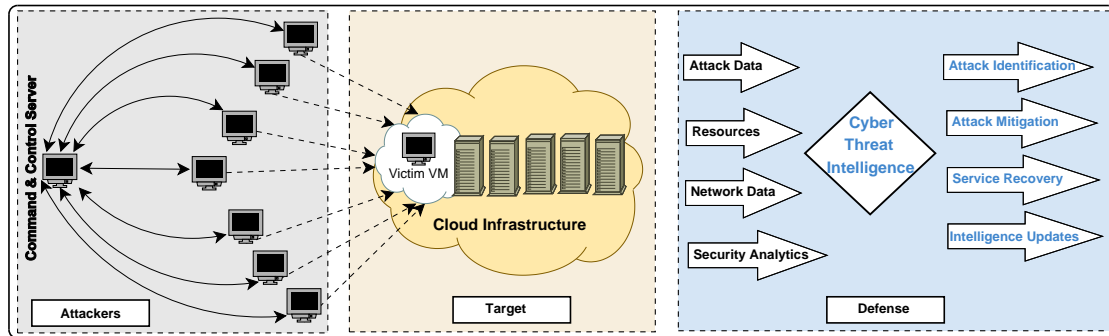 Command & Control Server
Attackers
Victim VM
Cloud Infrastructure
Target
Attack Data
Resources
Network Data
Security Analytics
Cyber
Threat
Intelligence
Attack Identification
Attack Mitigation
Service Recovery
Intelligence Updates
Defense